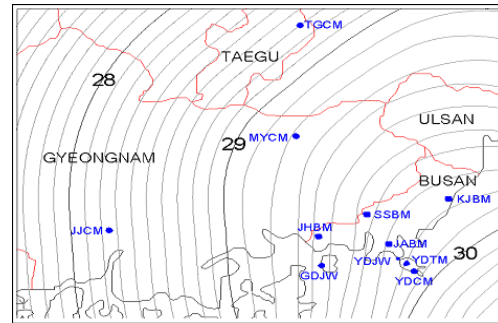 TGCM
TAEGU
28
ULSAN
MYCM
29
GYEONGNAM
BUSAN
KJBM
SSBM
JJCM
JHBM
JABM
30
YDJW YDTM
GDJW
YDCM